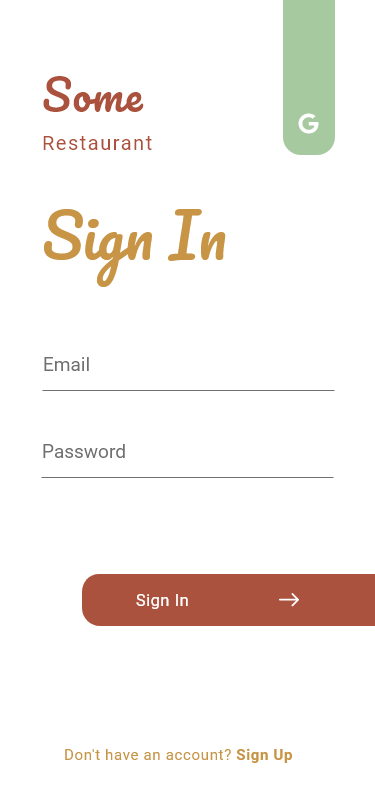 Some
G
Restaurant
Sign In
Email
Password
Sign In
Don't have an account? Sign Up